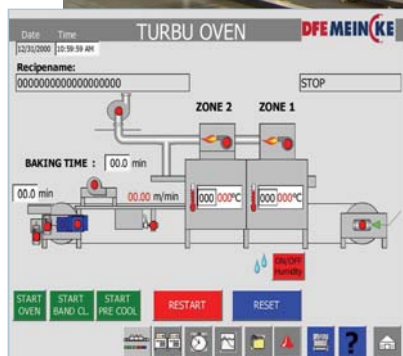 Date Time TURBU OVEN DFE MEINCKE
12/31/2000 10:59:59 AM
Recipename:
0000000000000000000 STOP
ZONE 2 ZONE 1
BAKING TIME : 00.0 min
00.0 min 00.00 m/min 000 000°C 000 000°C
ON/OFF
Humidity
START OVEN
START BAND CL.
START PRE COOL
RESTART RESET
?